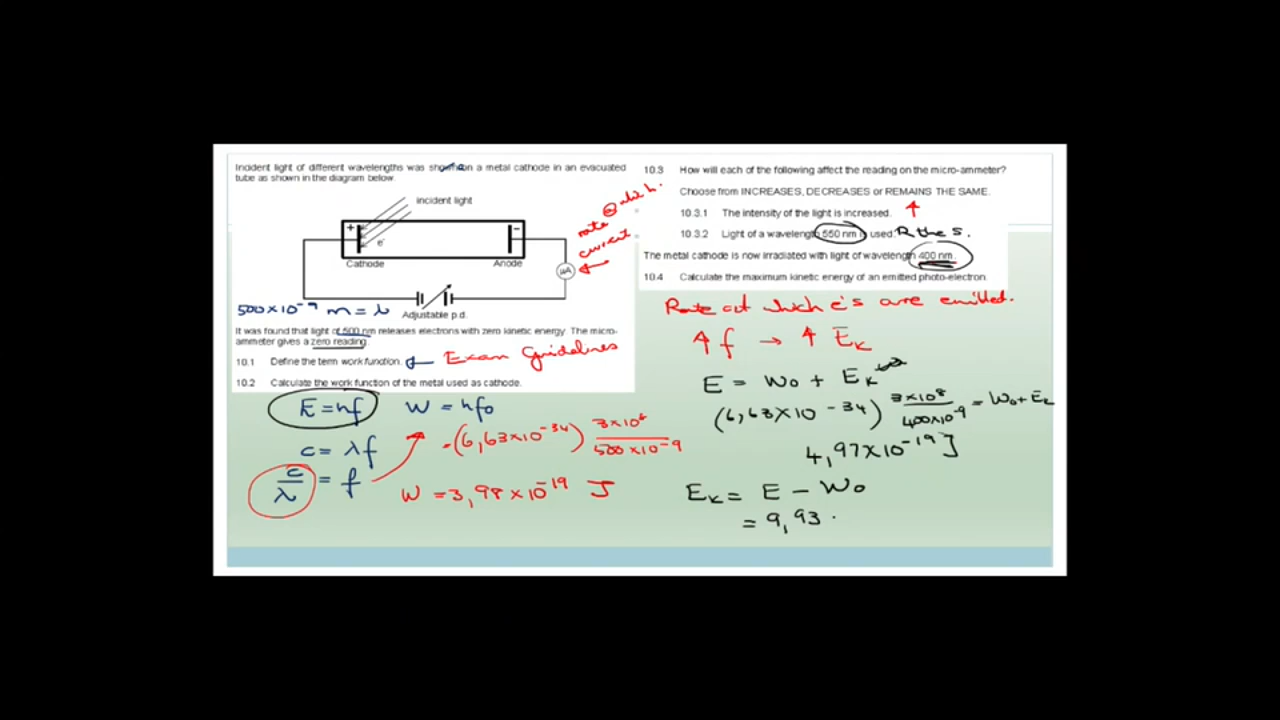 Incident light of different wavelengths was shone on a metal cathode in an evacuated
tube as shown in the diagram below.
incident light
+
-
e-
Cathode
Anode
μA
rate @ which
current
500×10⁻⁹ m = λ
Adjustable p.d.
It was found that light of 500 nm releases electrons with zero kinetic energy. The micro-
ammeter gives a zero reading.
10.1 Define the term work function. ← Exam Guidelines
10.2 Calculate the work function of the metal used as cathode.
E = hf W = hf₀
c = λf
c/λ = f
= (6,63×10⁻³⁴) 3×10⁸/500×10⁻⁹
W = 3,98×10⁻¹⁹ J
10.3 How will each of the following affect the reading on the micro-ammeter?
Choose from INCREASES, DECREASES or REMAINS THE SAME.
10.3.1 The intensity of the light is increased. ↑
10.3.2 Light of a wavelength 550 nm is used. R the S.
The metal cathode is now irradiated with light of wavelength 400 nm.
10.4 Calculate the maximum kinetic energy of an emitted photo-electron.
Rate at which e's are emitted.
↑ f → ↑ Ek
E = W₀ + Ek
(6,63×10-34) 3×10⁸/400×10⁻⁹ = W₀ + Ek
4,97×10⁻¹⁹ J
Ek = E - W₀
= 9,93 .